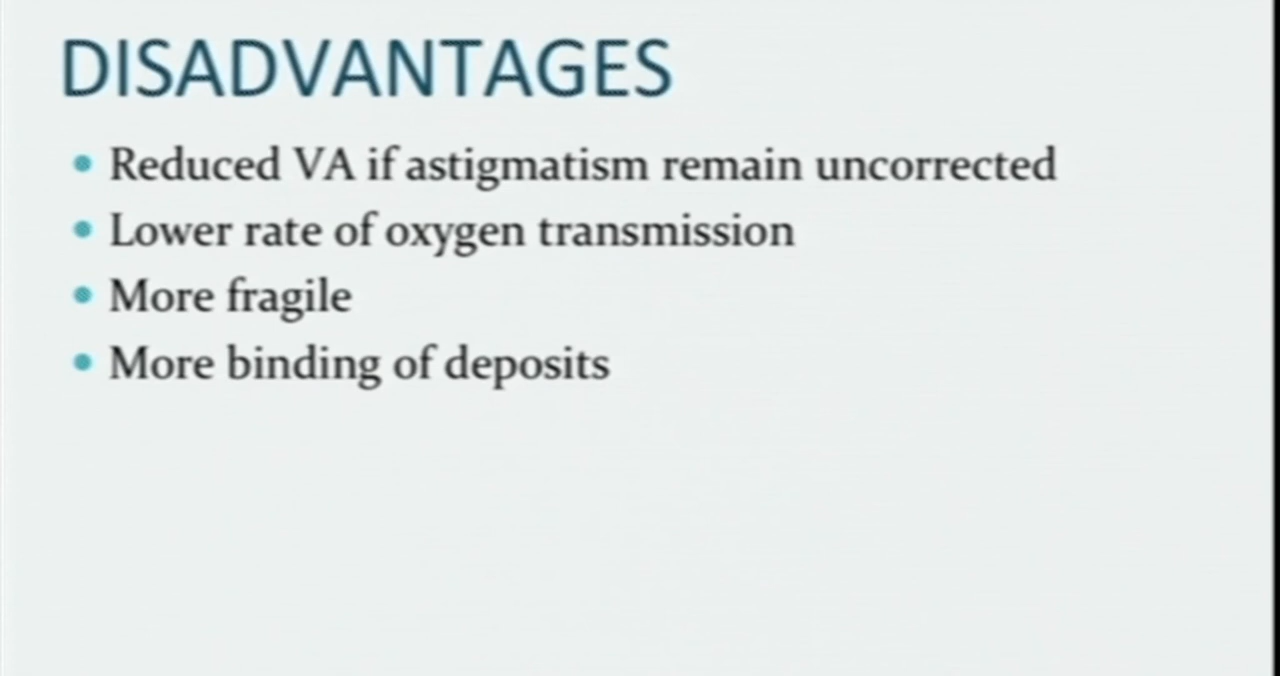 DISADVANTAGES
• Reduced VA if astigmatism remain uncorrected
• Lower rate of oxygen transmission
• More fragile
• More binding of deposits